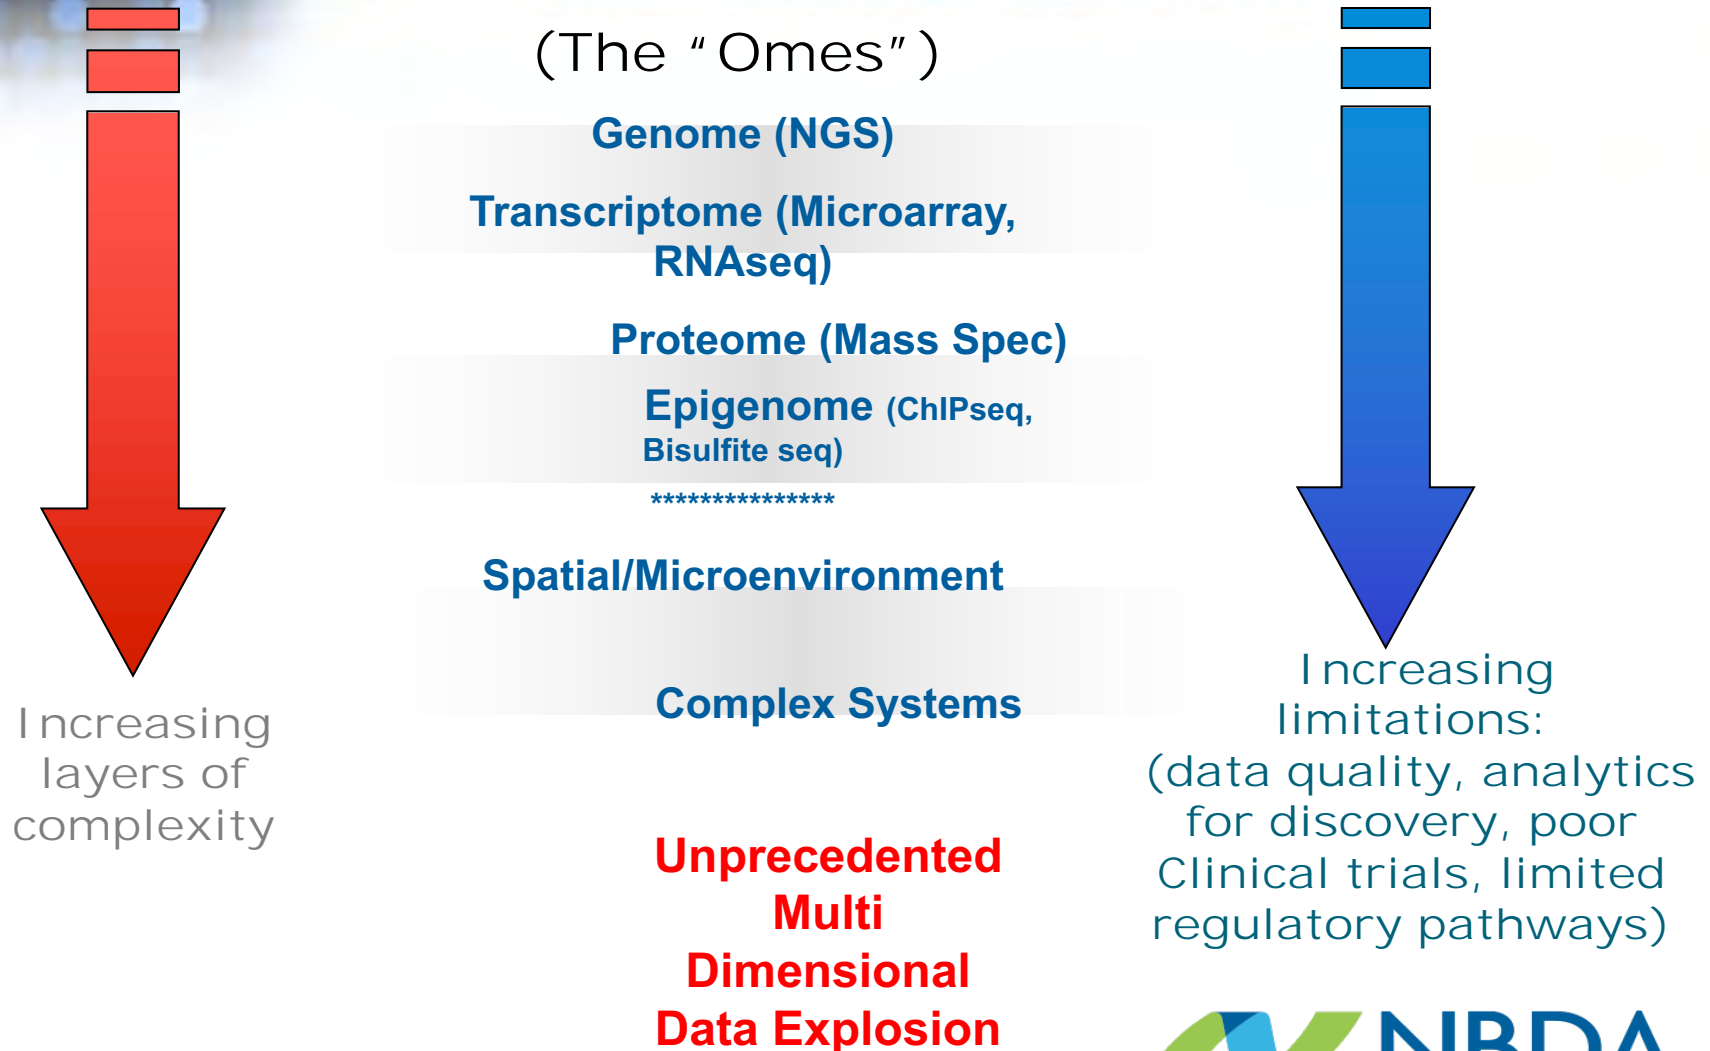 (The “Omes”)
Genome (NGS)
Transcriptome (Microarray,
RNAseq)
Proteome (Mass Spec)
Epigenome (ChIPseq,
Bisulfite seq)
***************
Spatial/Microenvironment
Complex Systems
Unprecedented
Multi
Dimensional
Data Explosion
Increasing
layers of
complexity
Increasing
limitations:
(data quality, analytics
for discovery, poor
Clinical trials, limited
regulatory pathways)
NBDA